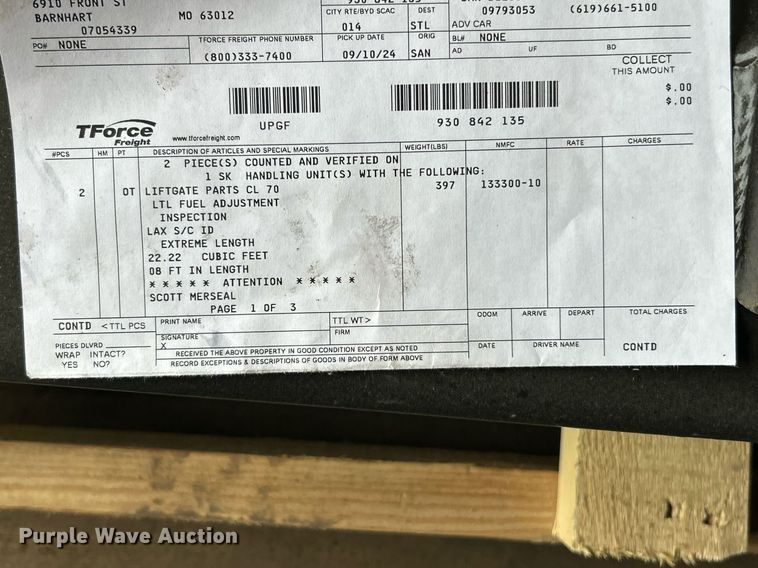 6910 FRONT ST
BARNHART MO 63012
07054339
PO# NONE
TFORCE FREIGHT PHONE NUMBER
(800)333-7400
930 842 135
CITY RTE/BYD SCAC DEST
014 STL
PICK UP DATE ORIG
09/10/24 SAN
09793053 (619)661-5100
ADV CAR
BL# NONE
AD UF BD
COLLECT
THIS AMOUNT
$.00
$.00
TForce
Freight
www.tforcefreight.com
UPGF
930 842 135
#PCS HM PT DESCRIPTION OF ARTICLES AND SPECIAL MARKINGS WEIGHT(LBS) NMFC RATE CHARGES
2 PIECE(S) COUNTED AND VERIFIED ON
1 SK HANDLING UNIT(S) WITH THE FOLLOWING:
2 OT LIFTGATE PARTS CL 70 397 133300-10
LTL FUEL ADJUSTMENT
INSPECTION
LAX S/C ID
EXTREME LENGTH
22.22 CUBIC FEET
08 FT IN LENGTH
* * * * * ATTENTION * * * * *
SCOTT MERSEAL
PAGE 1 OF 3
CONTD <TTL PCS
PRINT NAME
TTL WT>
ODOM ARRIVE DEPART TOTAL CHARGES
PIECES DLVRD
WRAP INTACT?
YES NO?
SIGNATURE
X
FIRM
RECEIVED THE ABOVE PROPERTY IN GOOD CONDITION EXCEPT AS NOTED
RECORD EXCEPTIONS & DESCRIPTIONS OF GOODS IN BODY OF FORM ABOVE
DATE DRIVER NAME
CONTD
Purple Wave Auction